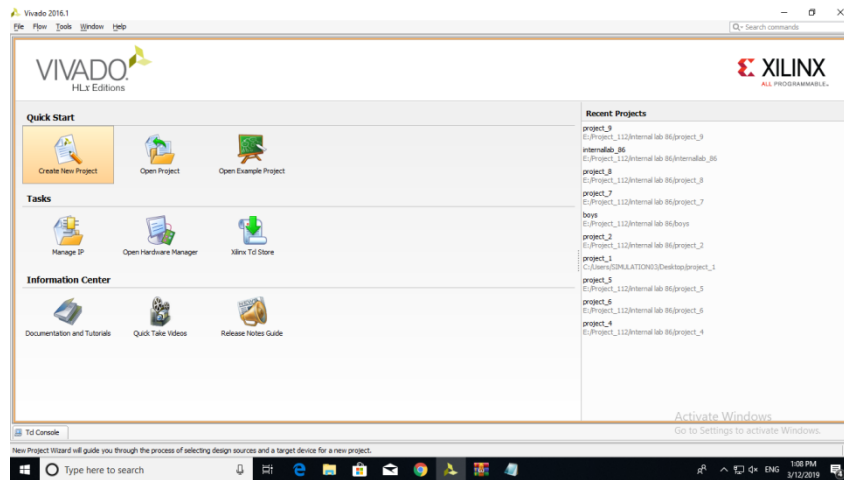 Vivado 2016.1
File Flow Tools Window Help
Search commands
VIVADO
HLx Editions
XILINX
ALL PROGRAMMABLE.
Quick Start
Create New Project
Open Project
Open Example Project
Tasks
Manage IP
Open Hardware Manager
Xilinx Tcl Store
Information Center
Documentation and Tutorials
Quick Take Videos
Release Notes Guide
Recent Projects
project_9
E:/Project_112/internal lab 86/project_9
internallab_86
E:/Project_112/internal lab 86/internallab_86
project_8
E:/Project_112/internal lab 86/project_8
project_7
E:/Project_112/internal lab 86/project_7
boys
E:/Project_112/internal lab 86/boys
project_2
E:/Project_112/internal lab 86/project_2
project_1
C:/Users/SIMULATION03/Desktop/project_1
project_5
E:/Project_112/internal lab 86/project_5
project_6
E:/Project_112/internal lab 86/project_6
project_4
E:/Project_112/internal lab 86/project_4
Activate Windows
Go to Settings to activate Windows.
Tcl Console
New Project Wizard will guide you through the process of selecting design sources and a target device for a new project.
Type here to search
ENG
1:08 PM
3/12/2019